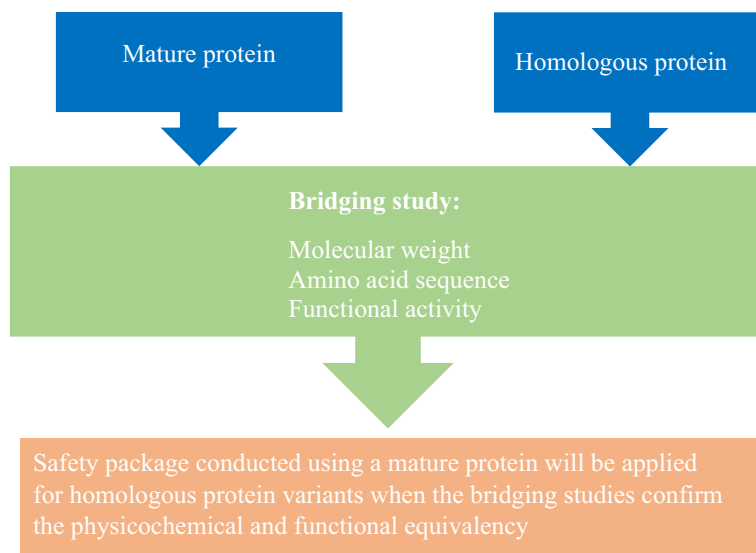 Mature protein
Homologous protein
Bridging study:
Molecular weight
Amino acid sequence
Functional activity
Safety package conducted using a mature protein will be applied
for homologous protein variants when the bridging studies confirm
the physicochemical and functional equivalency